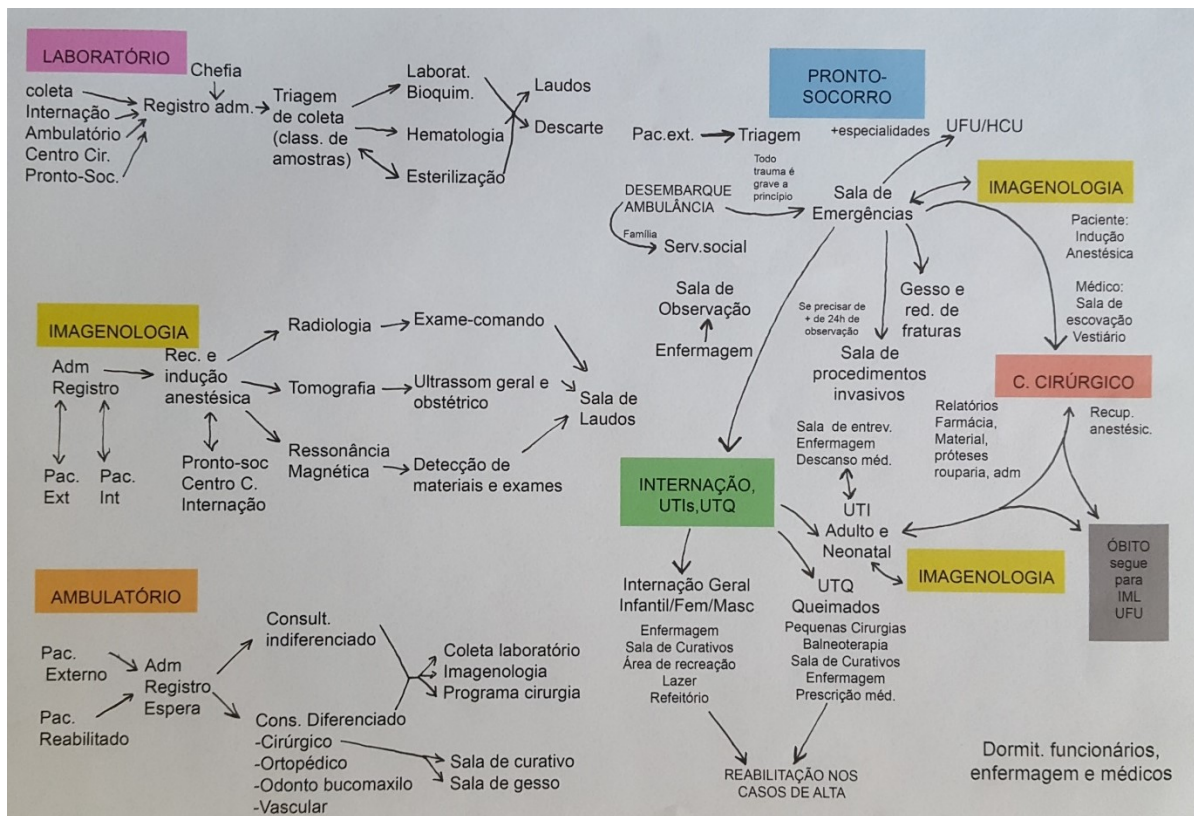 LABORATÓRIO
Chefia
coleta
Internação
Ambulatório
Centro Cir.
Pronto-Soc.
Registro adm.
Triagem
de coleta
(class. de
amostras)
Laborat.
Bioquim.
Hematologia
Esterilização
Laudos
Descarte
IMAGENOLOGIA
Adm
Registro
Pac.
Ext
Pac.
Int
Rec. e
indução
anestésica
Pronto-soc
Centro C.
Internação
Radiologia
Tomografia
Ressonância
Magnética
Exame-comando
Ultrassom geral e
obstétrico
Detecção de
materiais e exames
Sala de
Laudos
AMBULATÓRIO
Pac.
Externo
Pac.
Reabilitado
Adm
Registro
Espera
Consult.
indiferenciado
Cons. Diferenciado
-Cirúrgico
-Ortopédico
-Odonto bucomaxilo
-Vascular
Coleta laboratório
Imagenologia
Programa cirurgia
Sala de curativo
Sala de gesso
PRONTO-
SOCORRO
Pac.ext.
Triagem
+especialidades
UFU/HCU
Todo
trauma é
grave a
princípio
DESEMBARQUE
AMBULÂNCIA
Família
Serv.social
Sala de
Emergências
IMAGENOLOGIA
Paciente:
Indução
Anestésica
Médico:
Sala de
escovação
Vestiário
Sala de
Observação
Enfermagem
Gesso e
red. de
fraturas
Se precisar de
+ de 24h de
observação
Sala de
procedimentos
invasivos
C. CIRÚRGICO
Relatórios
Farmácia,
Material,
próteses
rouparia, adm
Recup.
anestésic.
Sala de entrev.
Enfermagem
Descanso méd.
INTERNAÇÃO,
UTIs,UTQ
UTI
Adulto e
Neonatal
IMAGENOLOGIA
ÓBITO
segue
para
IML
UFU
Internação Geral
Infantil/Fem/Masc
Enfermagem
Sala de Curativos
Área de recreação
Lazer
Refeitório
UTQ
Queimados
Pequenas Cirurgias
Balneoterapia
Sala de Curativos
Enfermagem
Prescrição méd.
REABILITAÇÃO NOS
CASOS DE ALTA
Dormit. funcionários,
enfermagem e médicos